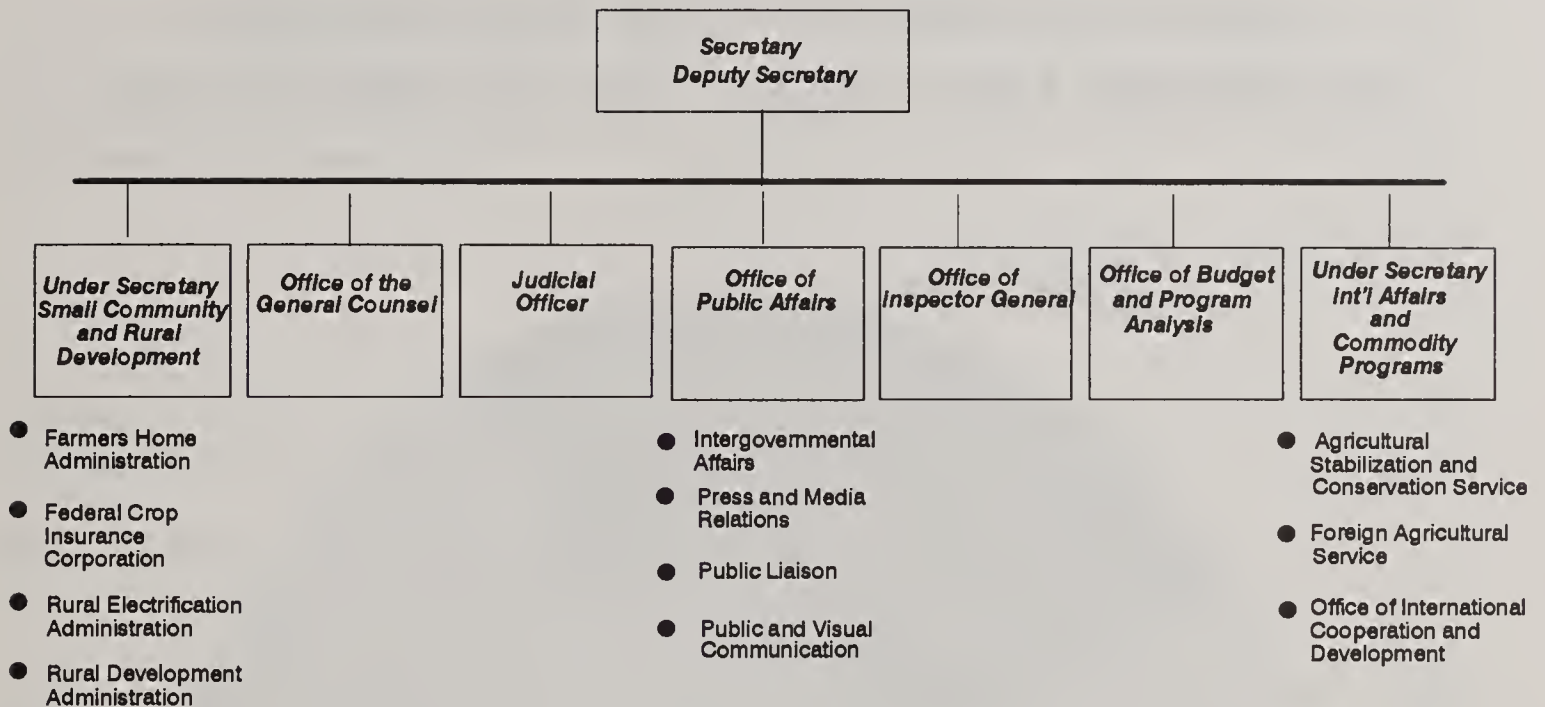 Secretary
Deputy Secretary
Under Secretary
Small Community
and Rural
Development
Office of the
General Counsel
Judicial
Officer
Office of
Public Affairs
Office of
Inspector General
Office of Budget
and Program
Analysis
Under Secretary
Int'l Affairs
and
Commodity
Programs
● Farmers Home
Administration
● Federal Crop
Insurance
Corporation
● Rural Electrification
Administration
● Rural Development
Administration
● Intergovernmental
Affairs
● Press and Media
Relations
● Public Liaison
● Public and Visual
Communication
● Agricultural
Stabilization and
Conservation Service
● Foreign Agricultural
Service
● Office of International
Cooperation and
Development